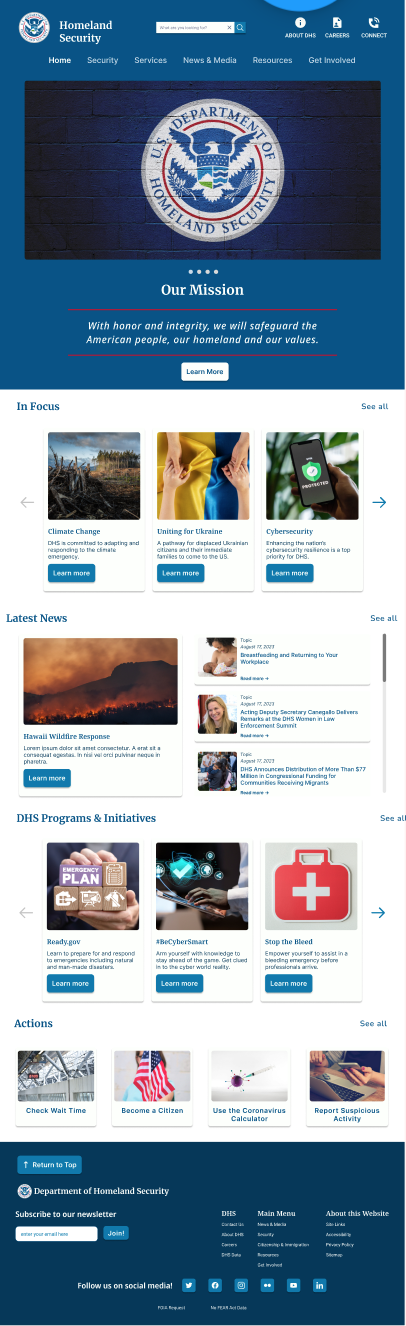 Homeland
Security
What are you looking for?
ABOUT DHS
CAREERS
CONNECT
Home
Security
Services
News & Media
Resources
Get Involved
U.S. DEPARTMENT OF
HOMELAND SECURITY
Our Mission
With honor and integrity, we will safeguard the
American people, our homeland and our values.
Learn More
In Focus
See all
PROTECTED
Climate Change
DHS is committed to adapting and
responding to the climate
emergency.
Learn more
Uniting for Ukraine
A pathway for displaced Ukrainian
citizens and their immediate
families to come to the US.
Learn more
Cybersecurity
Enhancing the nation's
cybersecurity resilience is a top
priority for DHS.
Learn more
Latest News
See all
Hawaii Wildfire Response
Lorem ipsum dolor sit amet consectetur. A erat sit a
consequat egestas. In nisl vel orci pulvinar neque in
pharetra.
Learn more
Topic
August 17, 2023
Breastfeeding and Returning to Your
Workplace
Read more →
Topic
August 17, 2023
Acting Deputy Secretary Canegallo Delivers
Remarks at the DHS Women in Law
Enforcement Summit
Read more →
Topic
August 17, 2023
DHS Announces Distribution of More Than $77
Million in Congressional Funding for
Communities Receiving Migrants
Read more →
DHS Programs & Initiatives
See all
EMERGENCY
PLAN
Ready.gov
Learn to prepare for and respond
to emergencies including natural
and man-made disasters.
Learn more
#BeCyberSmart
Arm yourself with knowledge to
stay ahead of the game. Get clued
in to the cyber world reality.
Learn more
Stop the Bleed
Empower yourself to assist in a
bleeding emergency before
professionals arrive.
Learn more
Actions
See all
Check Wait Time
Become a Citizen
Use the Coronavirus
Calculator
Report Suspicious
Activity
↑ Return to Top
Department of Homeland Security
Subscribe to our newsletter
enter your email here
Join!
DHS
Contact Us
About DHS
Careers
DHS Data
Main Menu
News & Media
Security
Citizenship & Immigration
Resources
Get Involved
About this Website
Site Links
Accessibility
Privacy Policy
Sitemap
Follow us on social media!
FOIA Request
No FEAR Act Data